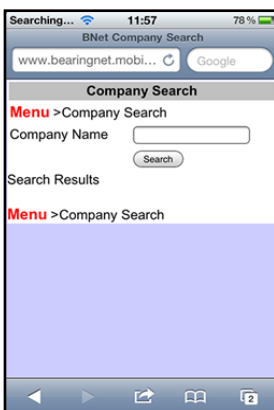 Searching... 11:57 78%
BNet Company Search
www.bearingnet.mobi... Google
Company Search
Menu >Company Search
Company Name
Search
Search Results
Menu >Company Search
2